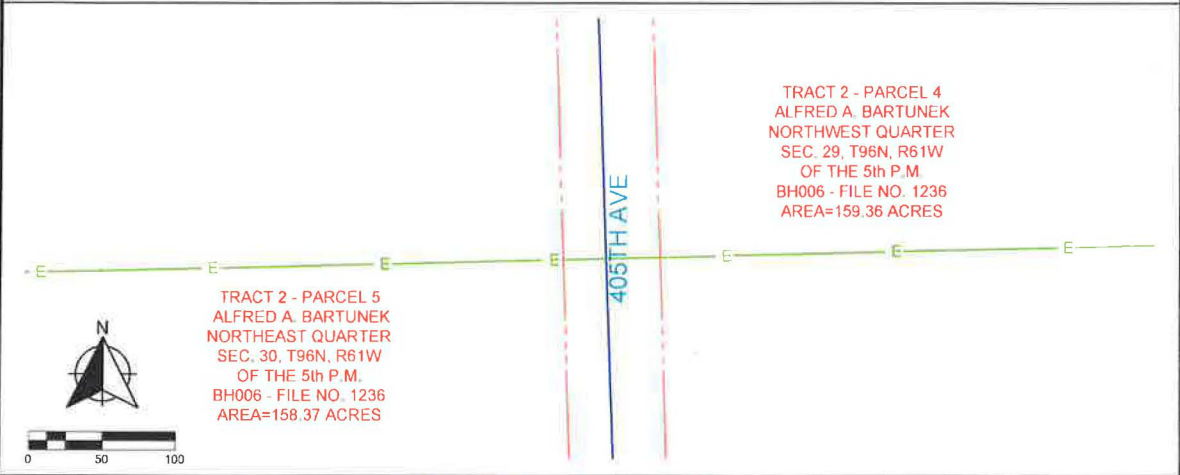 TRACT 2 - PARCEL 4
ALFRED A. BARTUNEK
NORTHWEST QUARTER
SEC. 29, T96N, R61W
OF THE 5th P.M.
BH006 - FILE NO. 1236
AREA=159.36 ACRES
405TH AVE
E E E E E E E
TRACT 2 - PARCEL 5
ALFRED A. BARTUNEK
NORTHEAST QUARTER
SEC. 30, T96N, R61W
OF THE 5th P.M.
BH006 - FILE NO. 1236
AREA=158.37 ACRES
N
0 50 100